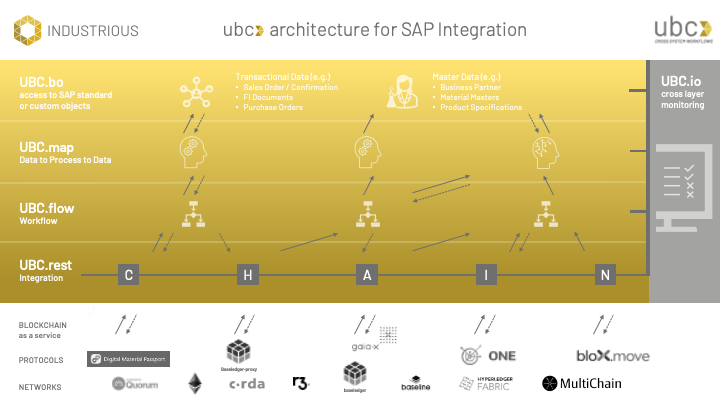 INDUSTRIOUS
ubc architecture for SAP Integration
ubc
CROSS SYSTEM WORKFLOWS
UBC.bo
access to SAP standard
or custom objects
Transactional Data (e.g.)
• Sales Order / Confirmation
• FI Documents
• Purchase Orders
Master Data (e.g.)
• Business Partner
• Material Masters
• Product Specifications
UBC.io
cross layer
monitoring
UBC.map
Data to Process to Data
UBC.flow
Workflow
UBC.rest
Integration
C H A I N
BLOCKCHAIN
as a service
PROTOCOLS
Digital Material Passport
Baseledger-proxy
gaia-x
ONE
bloX.move
NETWORKS
Quorum
c·rda
r3.
baseledger
baseline
HYPERLEDGER
FABRIC
MultiChain